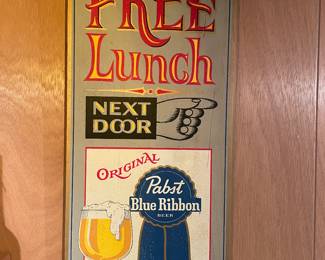 FREE
Lunch
NEXT
DOOR
ORIGINAL
Pabst
Blue Ribbon
BEER